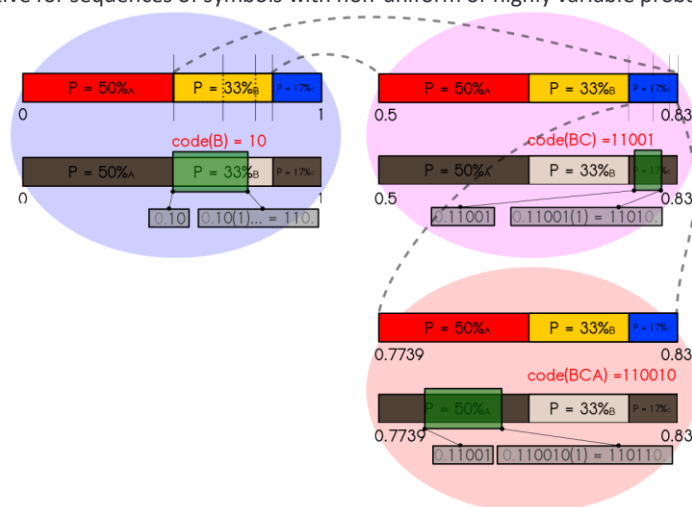 ive for sequences of symbols with non-uniform or highly variable probe
P = 50%A P = 33%B P = 17%C
0 1
code(B) = 10
P = 50%A P = 33%B P = 17%C
0 1
0.10 0.10(1)... = 110.
P = 50%A P = 33%B P = 17%C
0.5 0.83
code(BC) =11001
P = 50%A P = 33%B P = 17%C
0.5 0.83
0.11001 0.11001(1) = 11010.
P = 50%A P = 33%B P = 17%C
0.7739 0.83
code(BCA) =110010
P = 50%A P = 33%B P = 17%C
0.7739 0.83
0.11001 0.110010(1) = 110110.